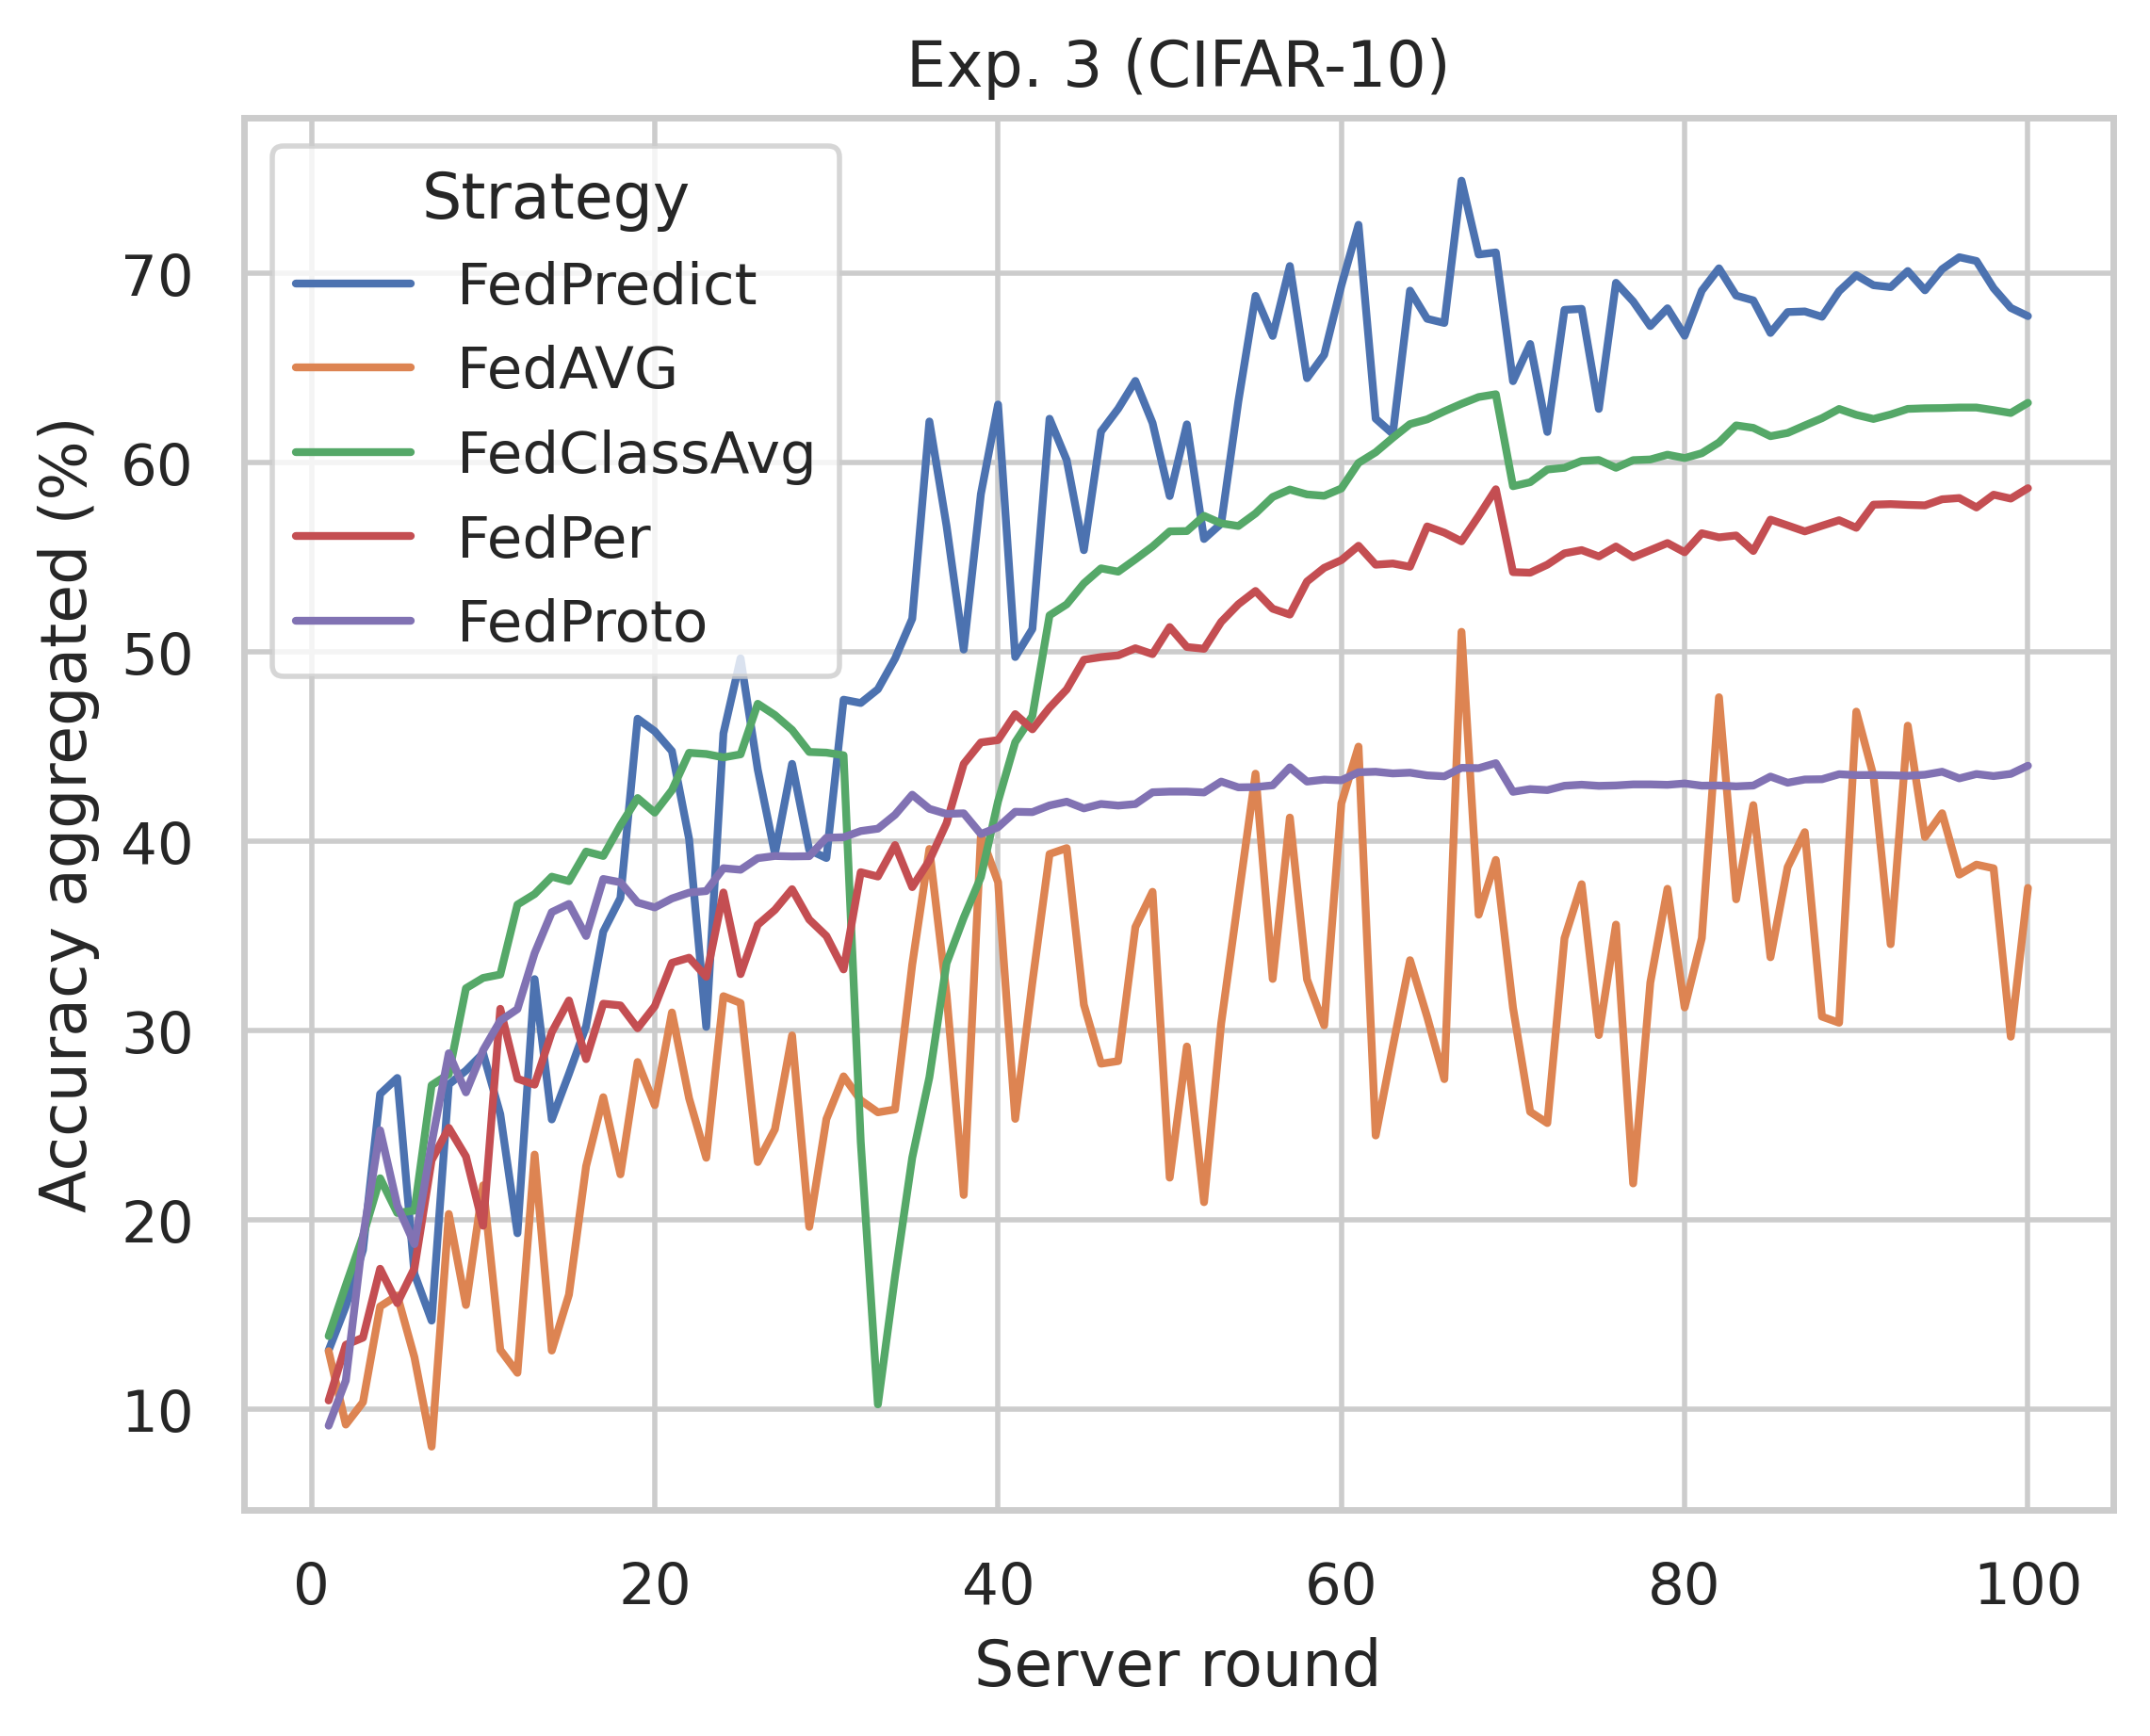 Exp. 3 (CIFAR-10)
Strategy
FedPredict
FedAVG
FedClassAvg
FedPer
FedProto
Accuracy aggregated (%)
70
60
50
40
30
20
10
0 20 40 60 80 100
Server round